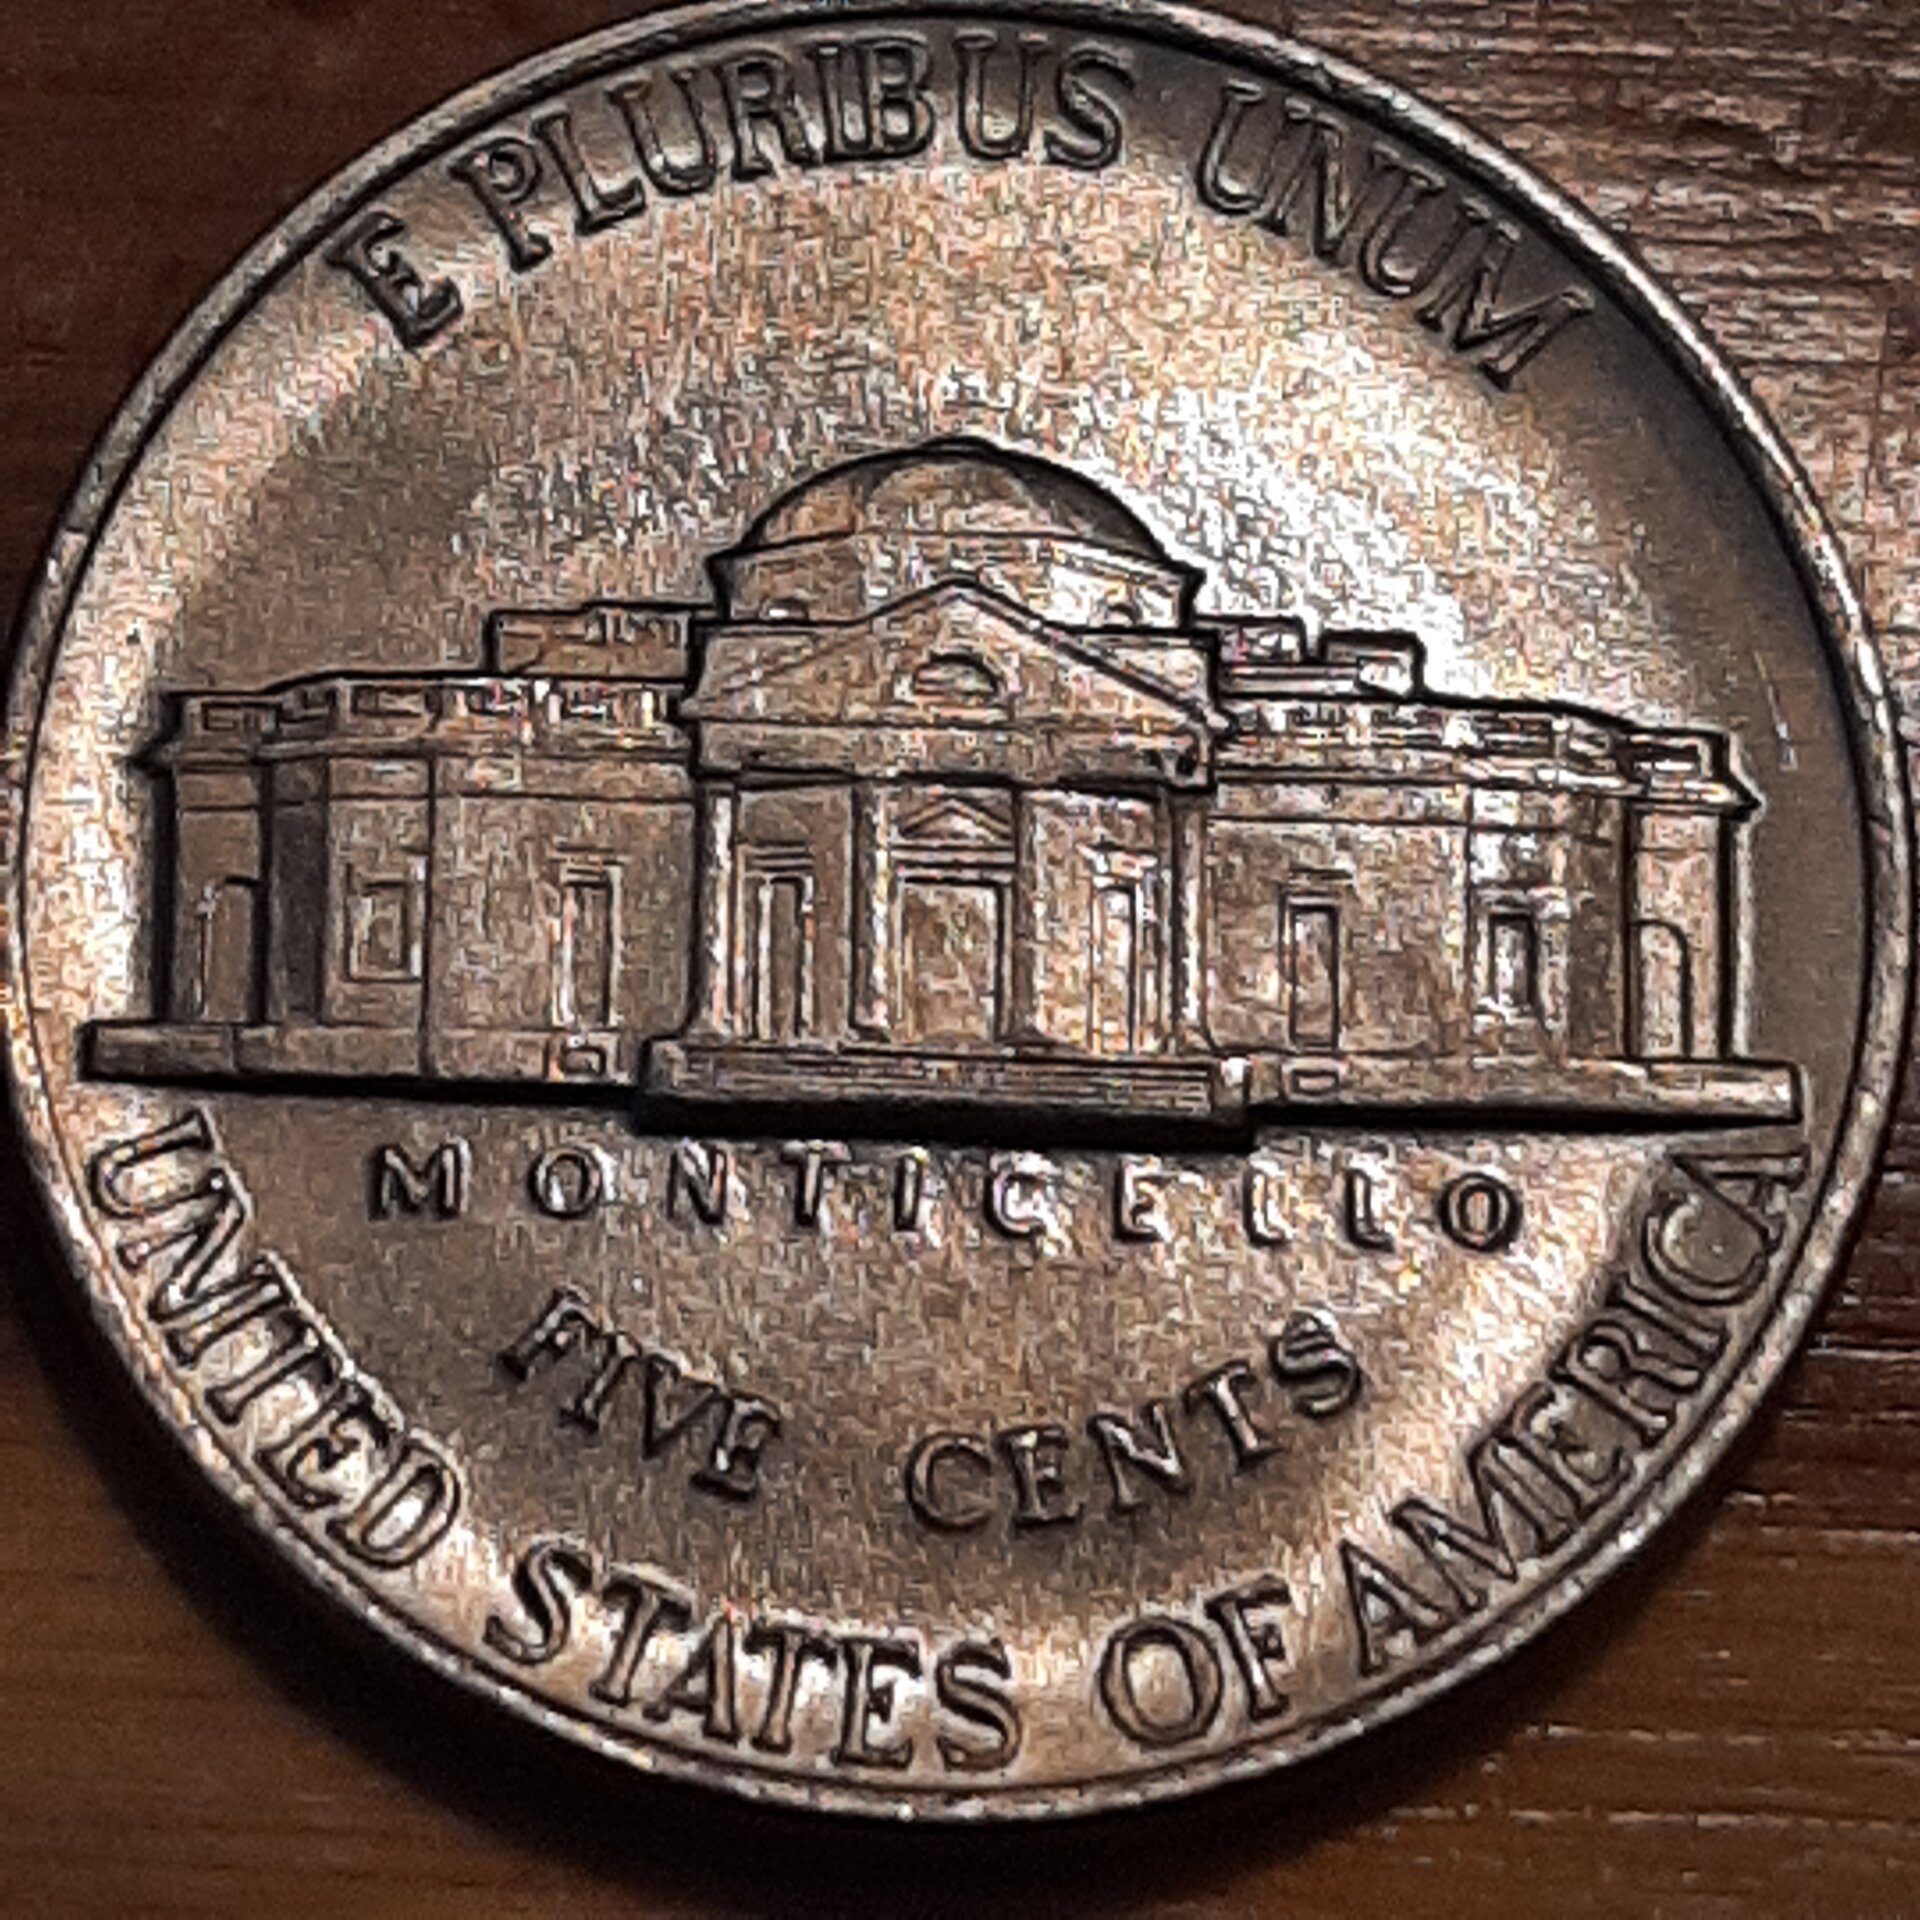 E PLURIBUS UNUM
MONTICELLO
FIVE CENTS
UNITED STATES OF AMERICA